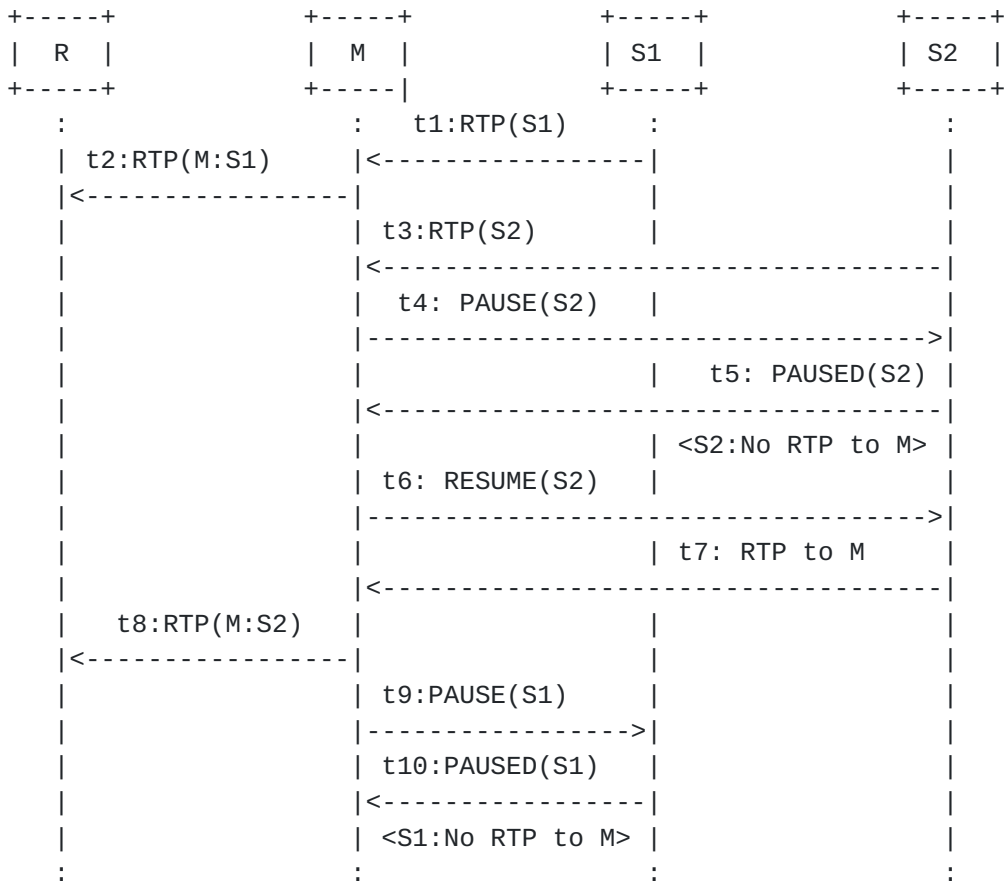 +-----+ +-----+ +-----+ +-----+
| R | | M | | S1 | | S2 |
+-----+ +-----| +-----+ +-----+
: : t1:RTP(S1) : :
| t2:RTP(M:S1) |<-----------------| |
|<-----------------| | |
| | t3:RTP(S2) | |
| |<------------------------------------|
| | t4: PAUSE(S2) | |
| |------------------------------------>|
| | | t5: PAUSED(S2) |
| |<------------------------------------|
| | | <S2:No RTP to M> |
| | t6: RESUME(S2) | |
| |------------------------------------>|
| | | t7: RTP to M |
| |<------------------------------------|
| t8:RTP(M:S2) | | |
|<-----------------| | |
| | t9:PAUSE(S1) | |
| |----------------->| |
| | t10:PAUSED(S1) | |
| |<-----------------| |
| | <S1:No RTP to M> | |
: : : :